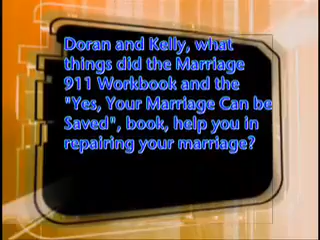 Doran and Kelly, what
things did the Marriage
911 Workbook and the
"Yes, Your Marriage Can be
Saved", book, help you in
repairing your marriage?